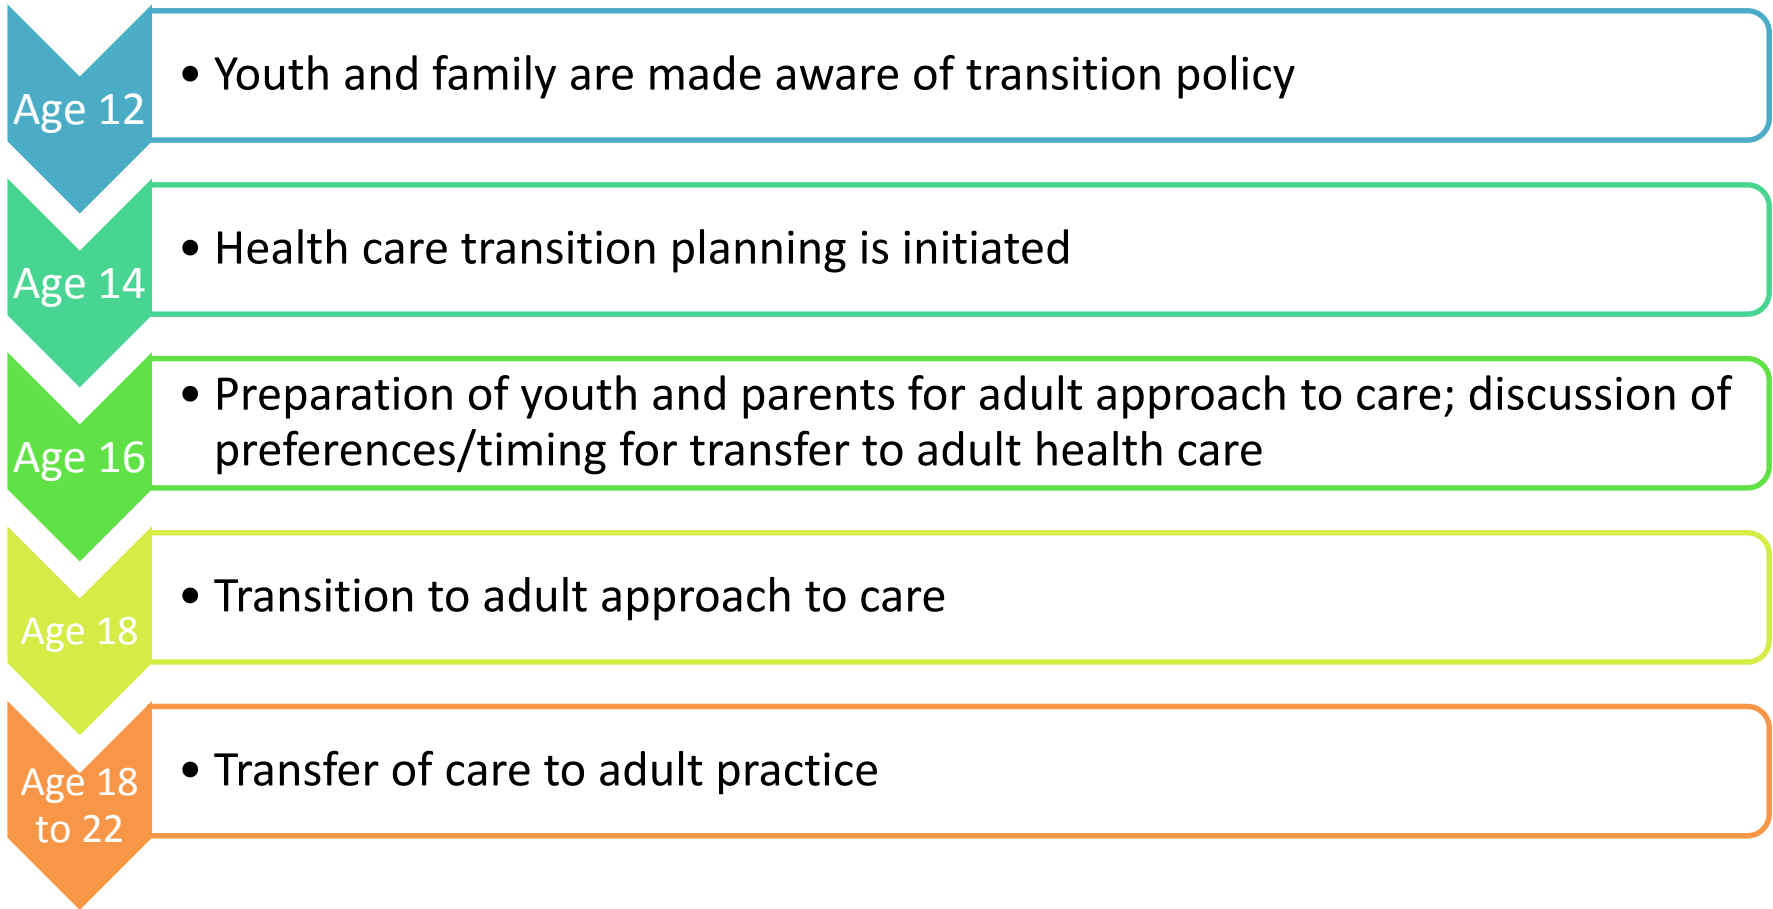 Age 12
• Youth and family are made aware of transition policy
Age 14
• Health care transition planning is initiated
Age 16
• Preparation of youth and parents for adult approach to care; discussion of
preferences/timing for transfer to adult health care
Age 18
• Transition to adult approach to care
Age 18
to 22
• Transfer of care to adult practice